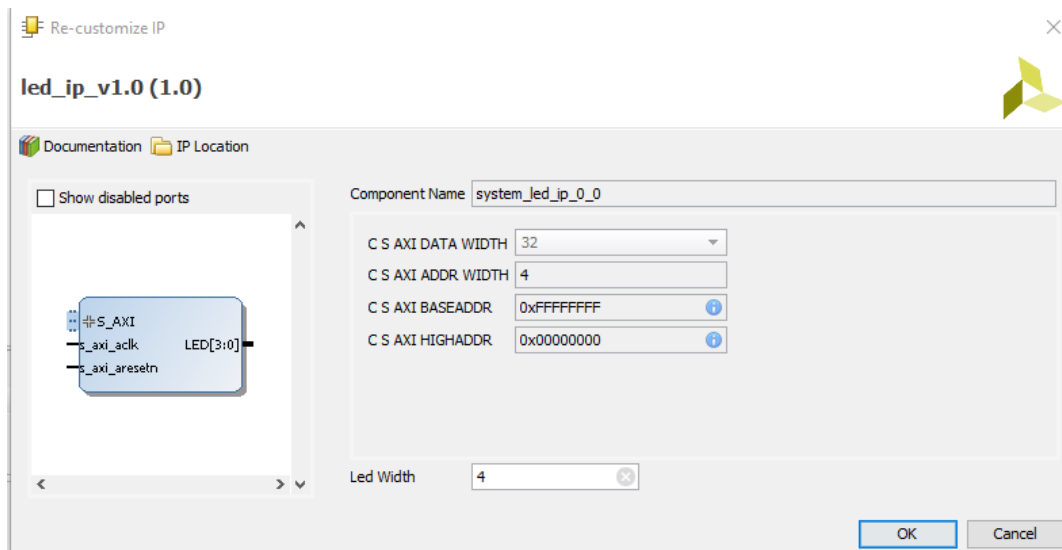 Re-customize IP
led_ip_v1.0 (1.0)
Documentation IP Location
Show disabled ports
S_AXI
s_axi_aclk LED[3:0]
s_axi_aresetn
Component Name system_led_ip_0_0
C S AXI DATA WIDTH 32
C S AXI ADDR WIDTH 4
C S AXI BASEADDR 0xFFFFFFFF
C S AXI HIGHADDR 0x00000000
Led Width 4
OK Cancel